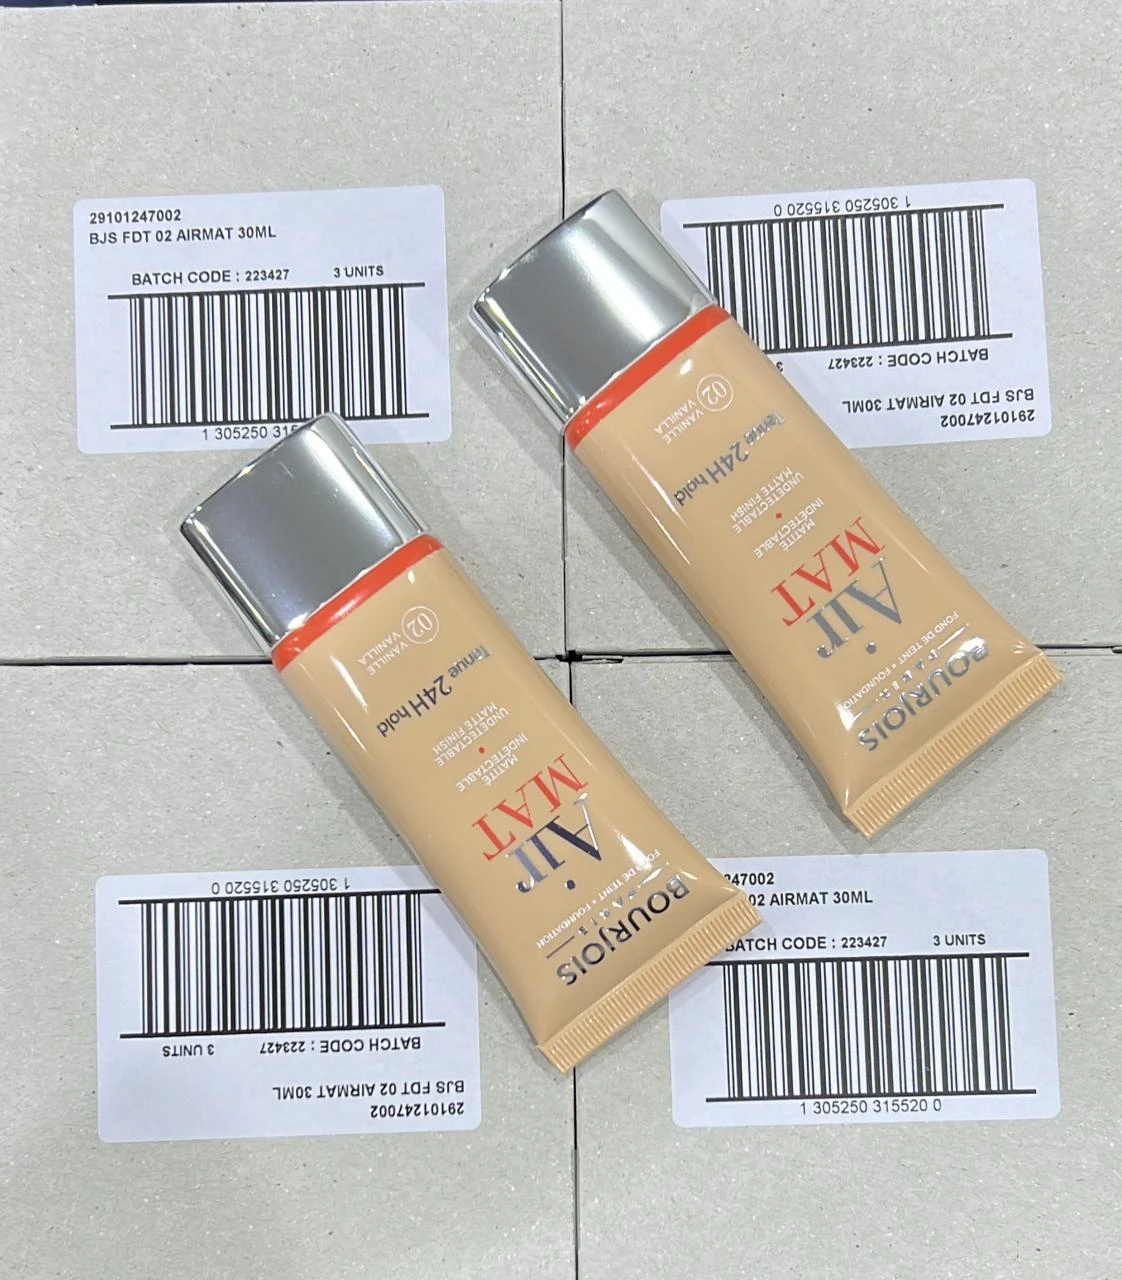 29101247002
BJS FDT 02 AIRMAT 30ML
BATCH CODE : 223427 3 UNITS
1 305250 315
29101247002
BJS FDT 02 AIRMAT 30ML
BATCH CODE : 223427
1 305250 315520 0
BOURJOIS
PARIS
FOND DE TEINT • FOUNDATION
Air
MAT
MATITÉ
INDÉTECTABLE
UNDETECTABLE
MATTE FINISH
Tenue 24H hold
02 VANILLE
VANILLA
BOURJOIS
PARIS
FOND DE TEINT • FOUNDATION
Air
MAT
MATITÉ
INDÉTECTABLE
UNDETECTABLE
MATTE FINISH
Tenue 24H hold
02 VANILLE
VANILLA
29101247002
BJS FDT 02 AIRMAT 30ML
BATCH CODE : 223427 3 UNITS
1 305250 315520 0
247002
02 AIRMAT 30ML
BATCH CODE : 223427 3 UNITS
1 305250 315520 0